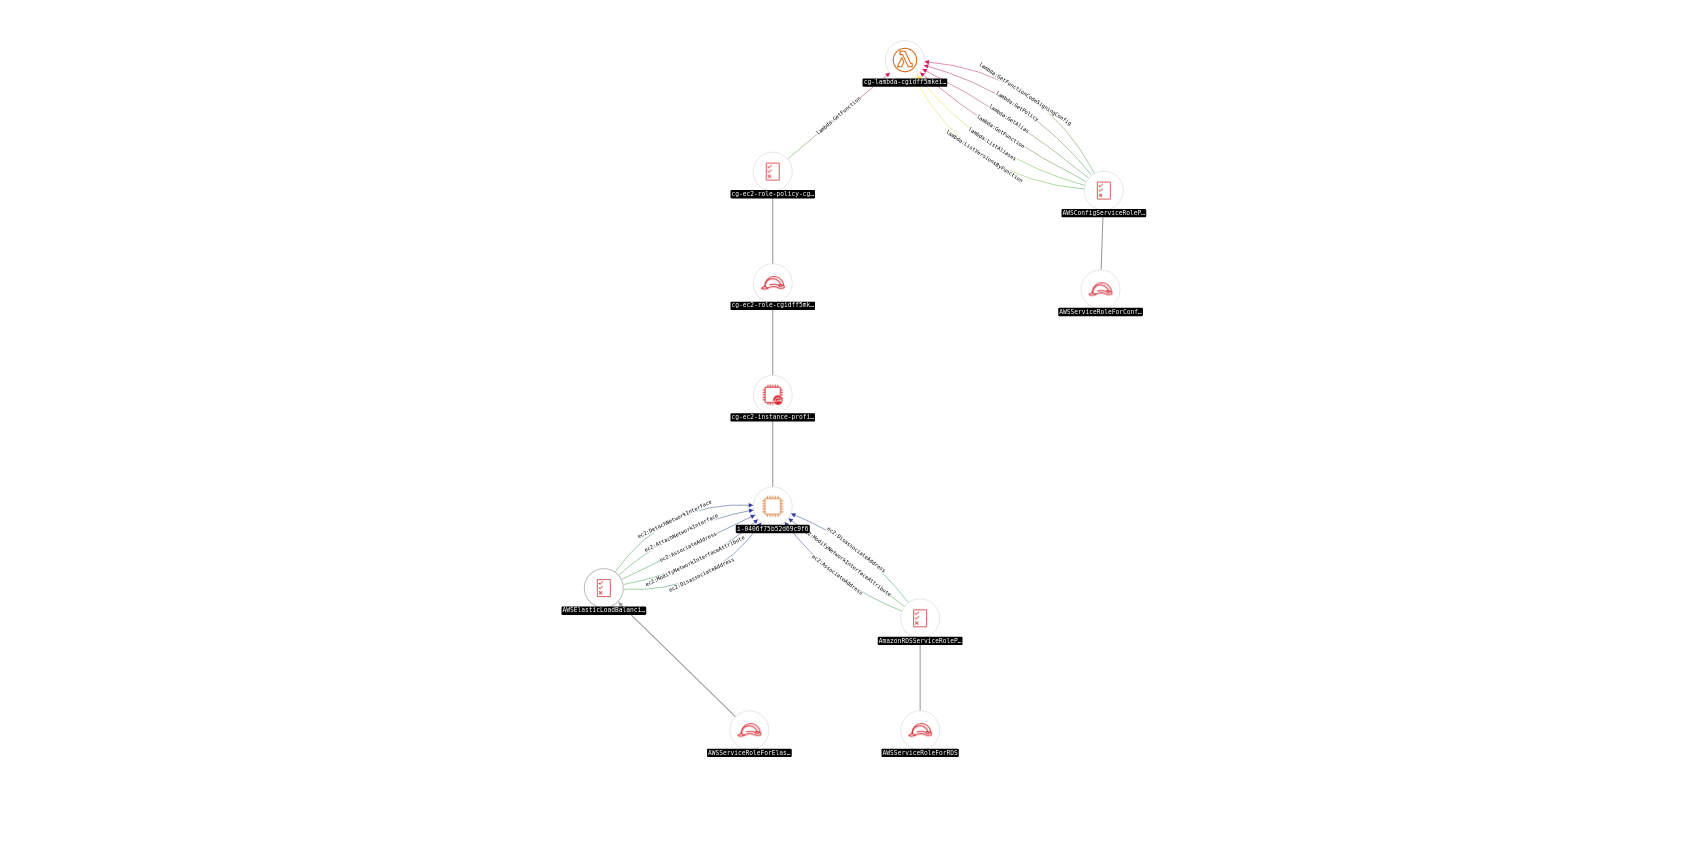 cg-lambda-cgidff5mkei…
lambda:GetFunction
lambda:GetFunctionCodeSigningConfig
lambda:GetPolicy
lambda:GetAlias
lambda:GetFunction
lambda:ListAliases
lambda:ListVersionsByFunction
cg-ec2-role-policy-cg…
AWSConfigServiceRoleP…
cg-ec2-role-cgidff5mk…
AWSServiceRoleForConf…
cg-ec2-instance-profi…
i-0406f75b52d69c9f6
ec2:DetachNetworkInterface
ec2:AttachNetworkInterface
ec2:AssociateAddress
ec2:ModifyNetworkInterfaceAttribute
ec2:DisassociateAddress
ec2:DisassociateAddress
ec2:ModifyNetworkInterfaceAttribute
ec2:AssociateAddress
AWSElasticLoadBalanci…
AmazonRDSServiceRoleP…
AWSServiceRoleForElas…
AWSServiceRoleForRDS